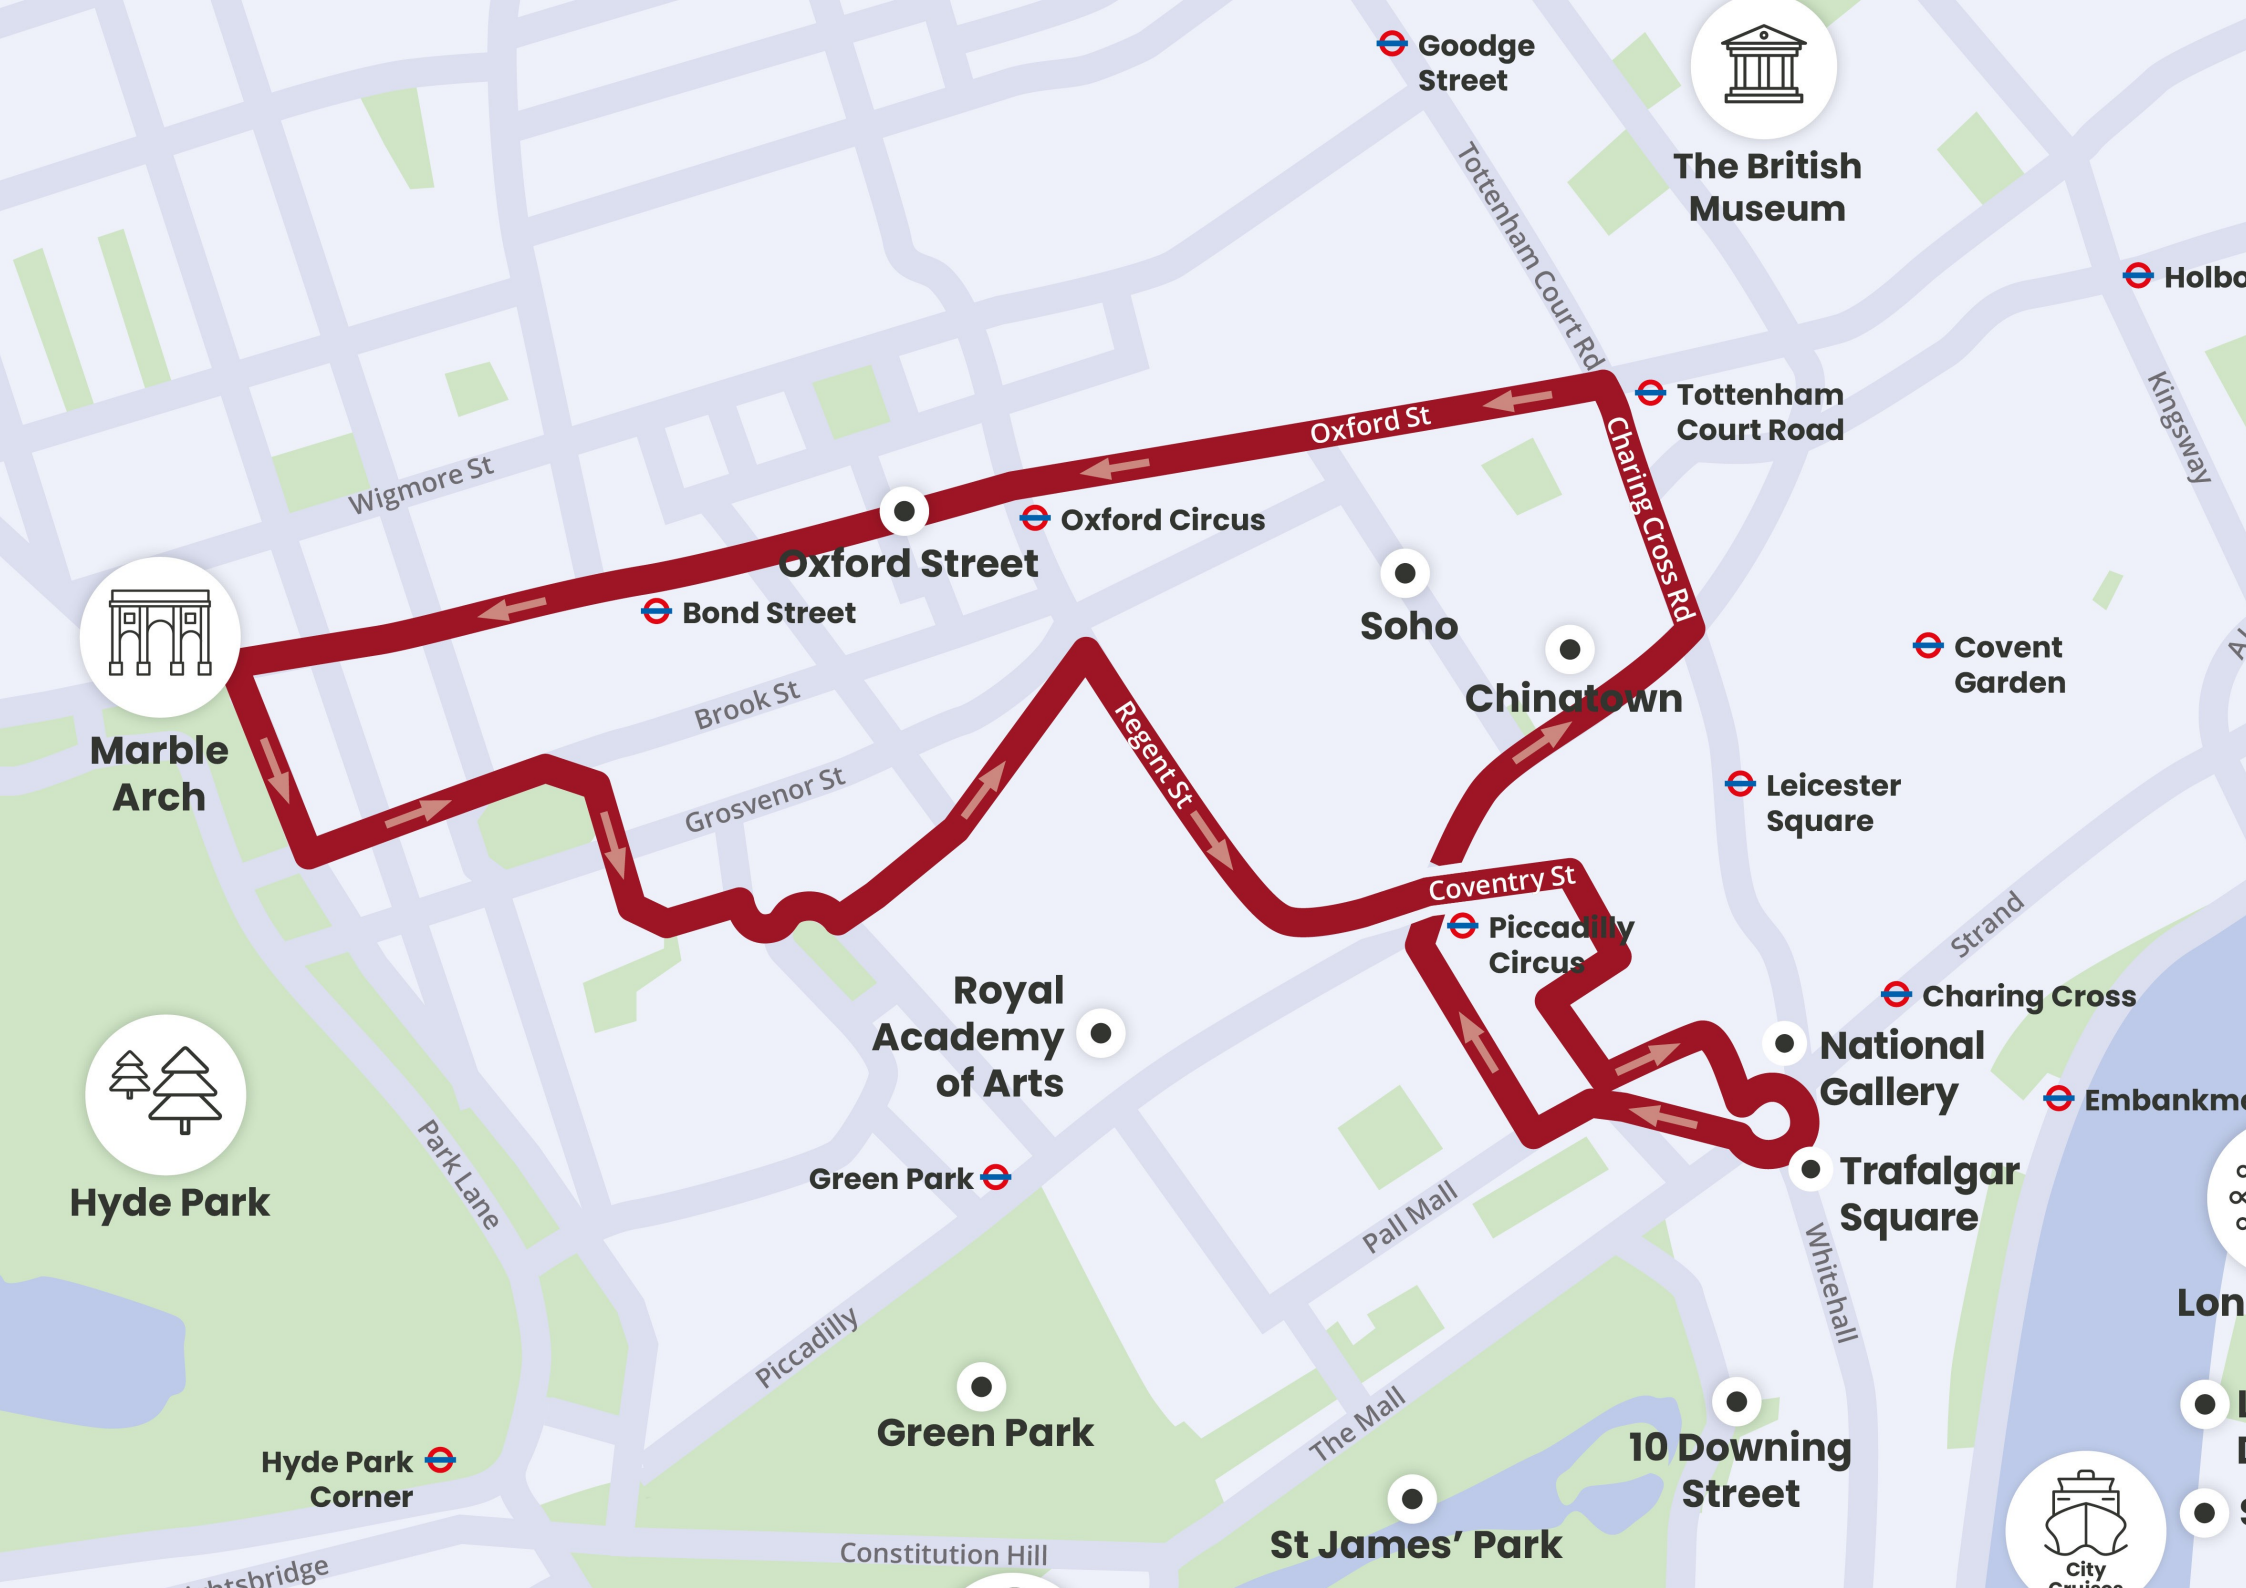 Goodge
Street
The British
Museum
Tottenham Court Rd
Tottenham
Court Road
Kingsway
Oxford St
Charing Cross Rd
Wigmore St
Oxford Circus
Oxford Street
Bond Street
Soho
Chinatown
Covent
Garden
Marble
Arch
Brook St
Grosvenor St
Regent St
Leicester
Square
Coventry St
Piccadilly
Circus
Strand
Charing Cross
Royal
Academy
of Arts
National
Gallery
Hyde Park
Park Lane
Green Park
Pall Mall
Trafalgar
Square
Whitehall
Piccadilly
Green Park
The Mall
10 Downing
Street
Hyde Park
Corner
St James’ Park
Constitution Hill
City